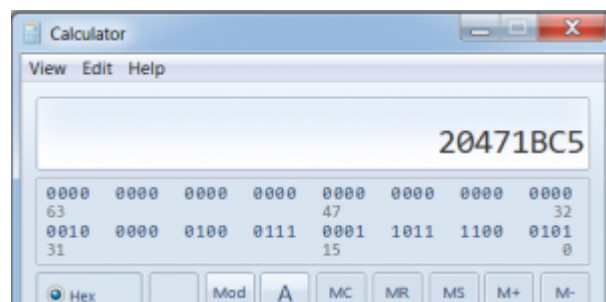 Calculator
View Edit Help
20471BC5
0000 0000 0000 0000 0000 0000 0000 0000
63 47 32
0010 0000 0100 0111 0001 1011 1100 0101
31 15 0
Hex Mod A MC MR MS M+ M-